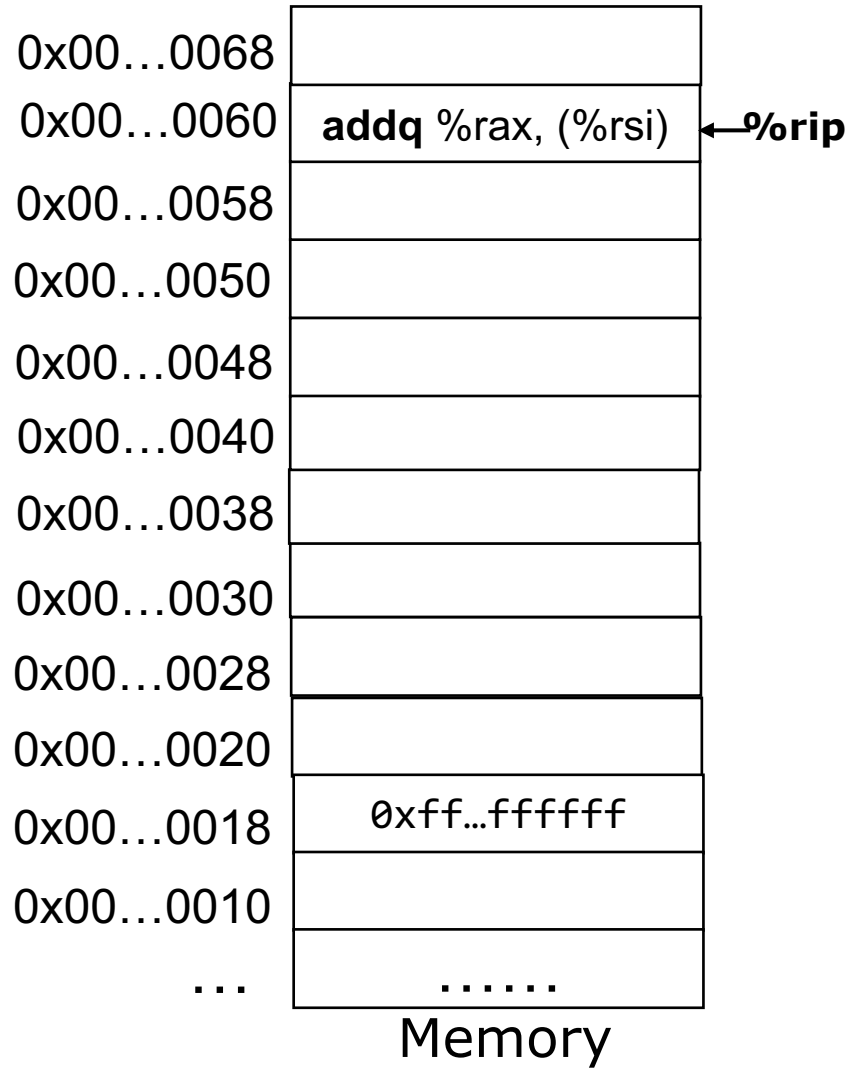 0x00…0068
0x00…0060 addq %rax, (%rsi) %rip
0x00…0058
0x00…0050
0x00…0048
0x00…0040
0x00…0038
0x00…0030
0x00…0028
0x00…0020
0x00…0018 0xff…ffffff
0x00…0010
… ......
Memory